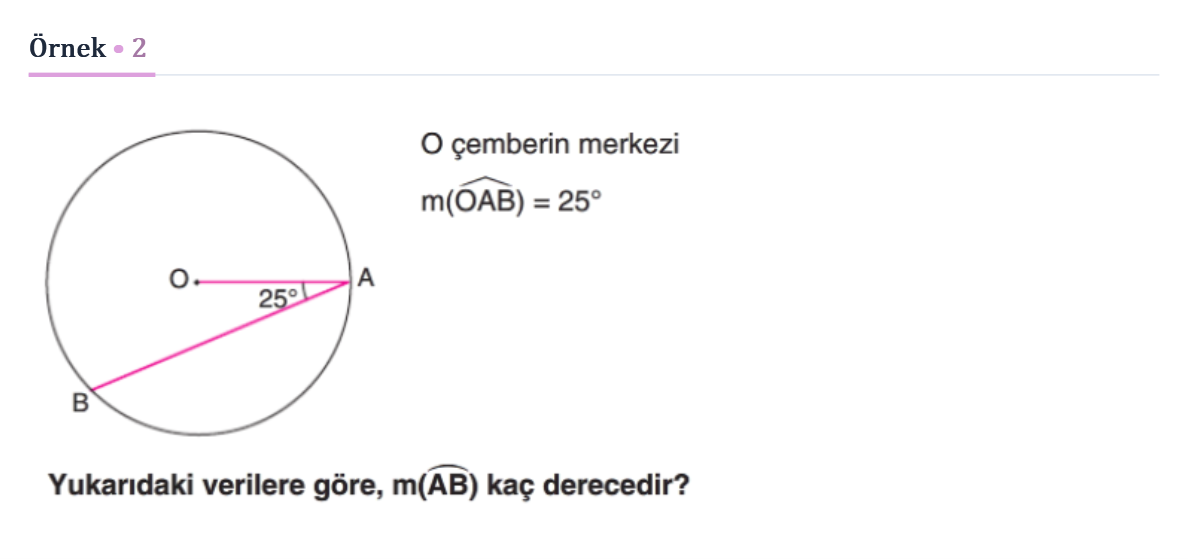 Örnek • 2
O çemberin merkezi
m(OAB) = 25°
O
A
25°
B
Yukarıdaki verilere göre, m(AB) kaç derecedir?